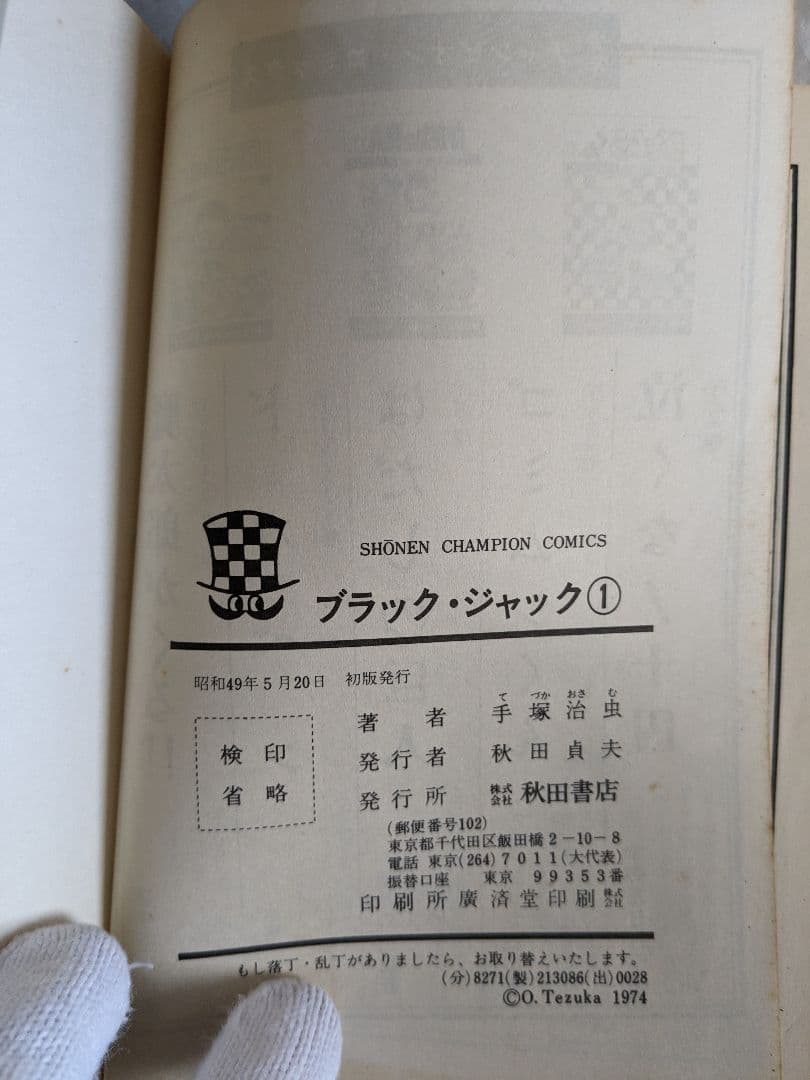 SHŌNEN CHAMPION COMICS
ブラック・ジャック①
昭和49年5月20日 初版発行
検印
省略
著者 手塚治虫
て づか おさ む
発行者 秋田貞夫
発行所 株式会社 秋田書店
(郵便番号102)
東京都千代田区飯田橋2-10-8
電話 東京(264)7011(大代表)
振替口座 東京 99353番
印刷所 廣済堂印刷 株式会社
もし落丁・乱丁がありましたら、お取り替えいたします。
(分)8271(製)213086(出)0028
©O. Tezuka 1974